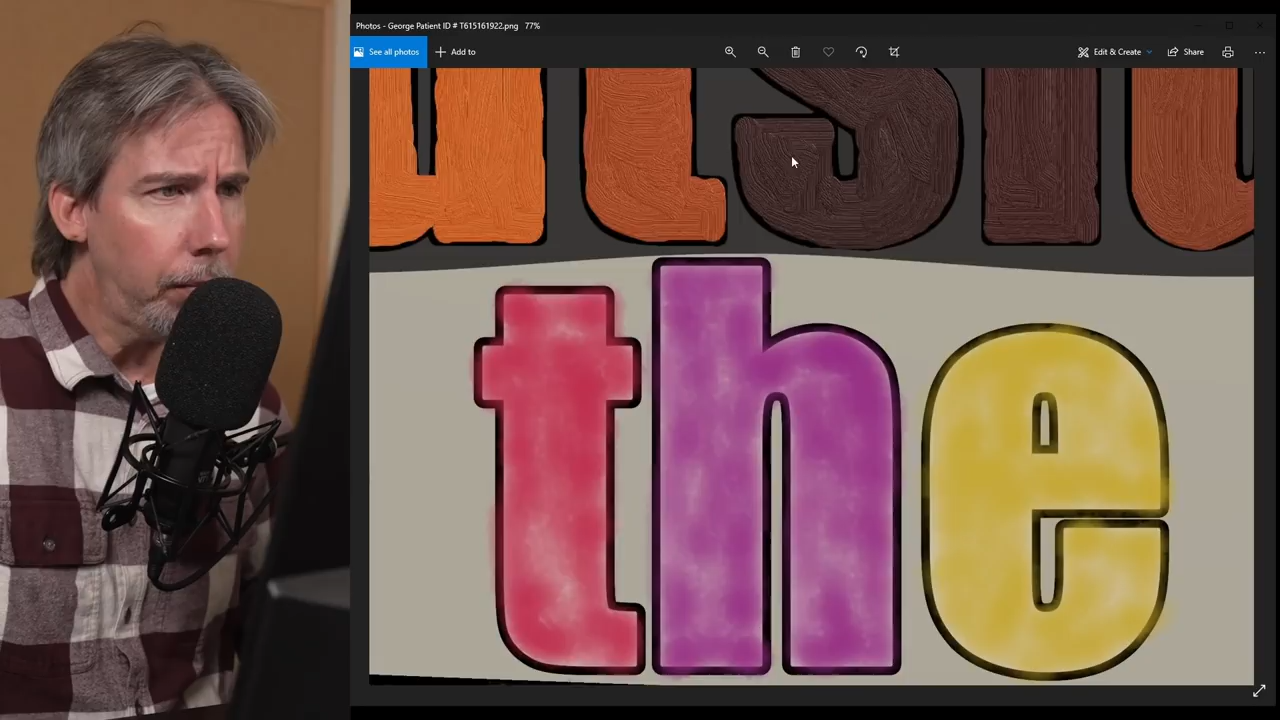 Photos - George Patient ID # T615161922.png 77%
See all photos
Add to
Edit & Create
Share
the